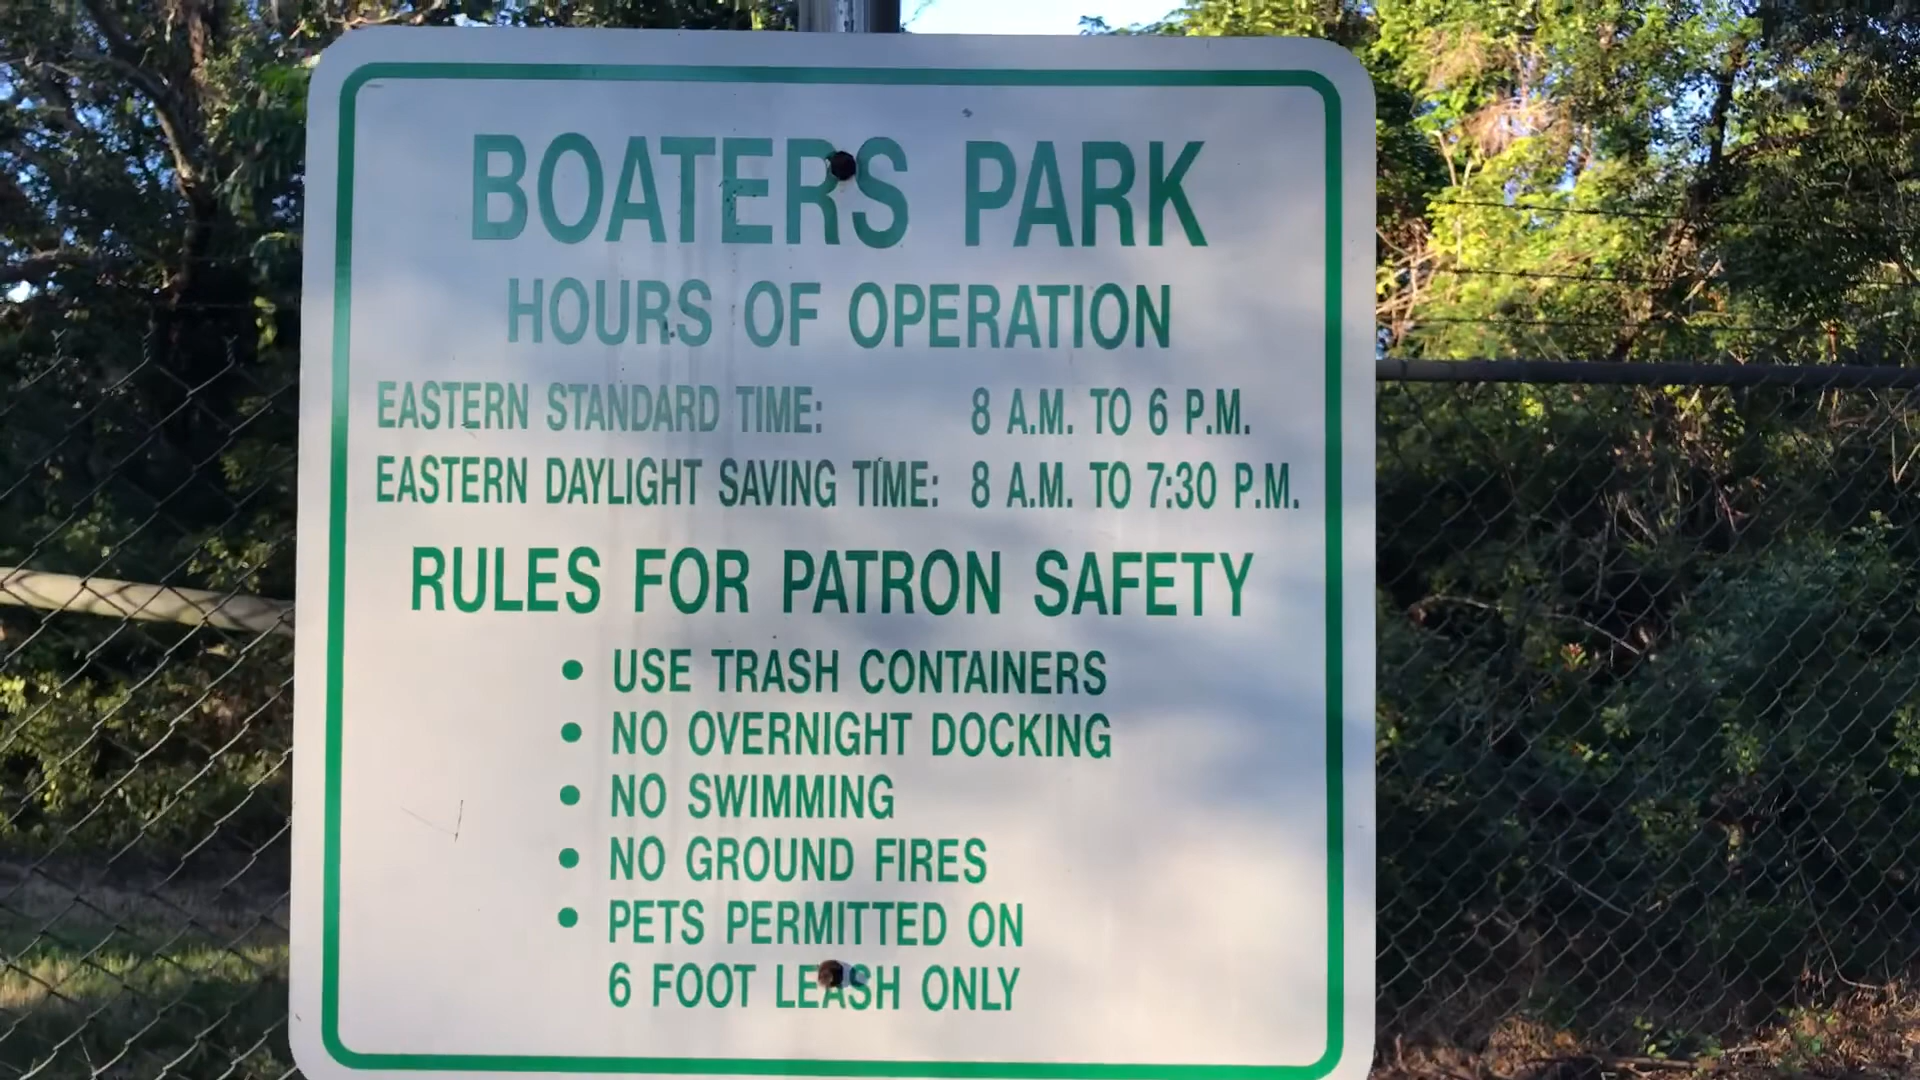 BOATERS PARK
HOURS OF OPERATION
EASTERN STANDARD TIME: 8 A.M. TO 6 P.M.
EASTERN DAYLIGHT SAVING TIME: 8 A.M. TO 7:30 P.M.
RULES FOR PATRON SAFETY
• USE TRASH CONTAINERS
• NO OVERNIGHT DOCKING
• NO SWIMMING
• NO GROUND FIRES
• PETS PERMITTED ON
6 FOOT LEASH ONLY